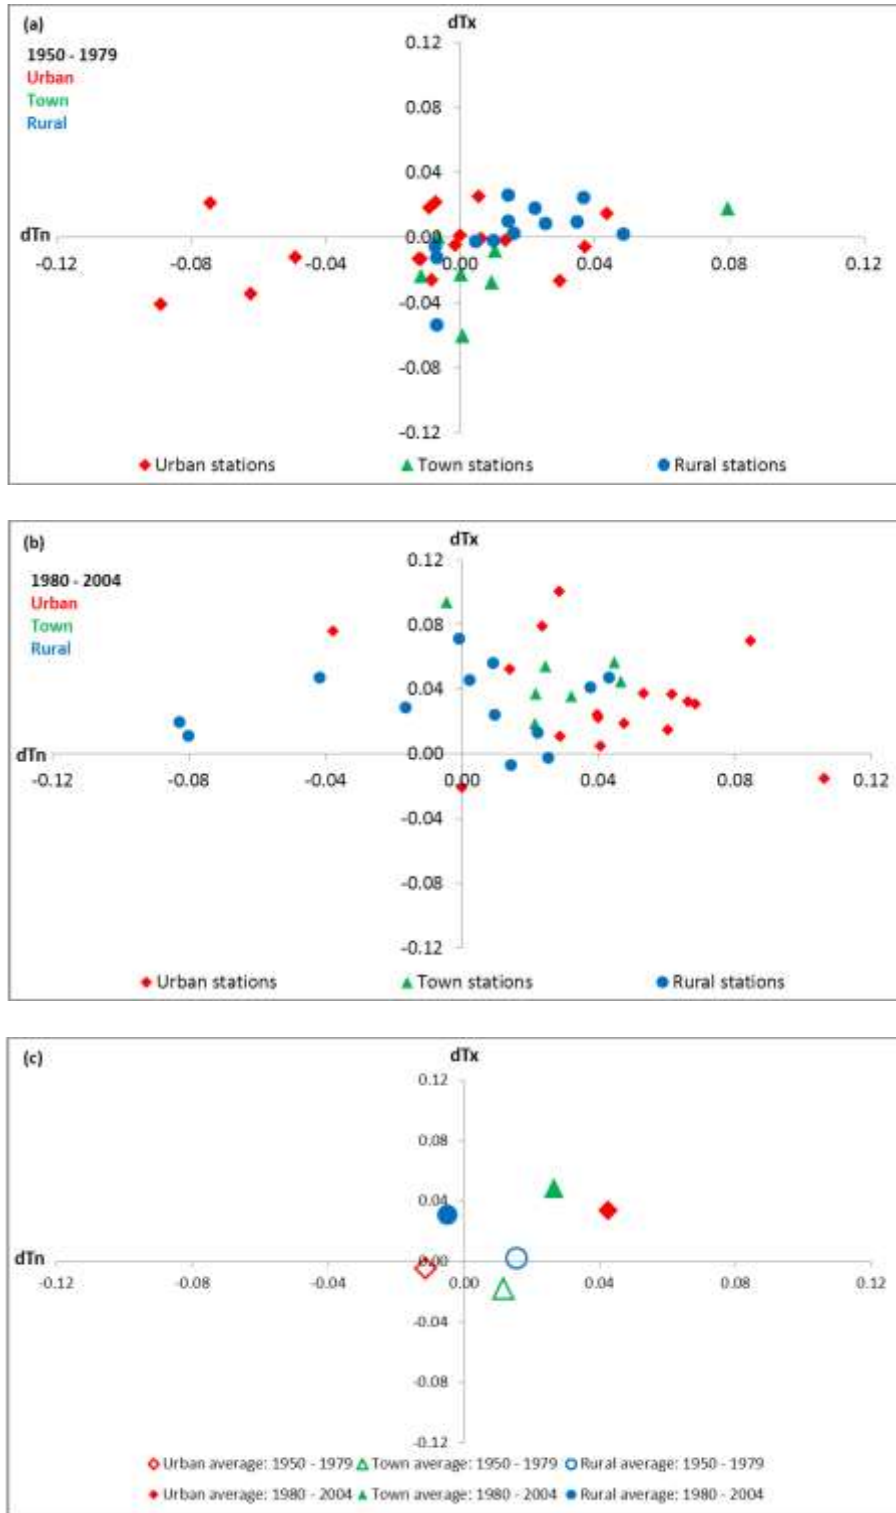 (a)
dTx
1950 - 1979
Urban
Town
Rural
0.12
0.08
0.04
dTn
0.00
-0.12
-0.08
-0.04
0.00
0.04
0.08
0.12
-0.04
-0.08
-0.12
Urban stations
Town stations
Rural stations
(b)
dTx
1980 - 2004
Urban
Town
Rural
0.12
0.08
0.04
dTn
0.00
-0.12
-0.08
-0.04
0.00
0.04
0.08
0.12
-0.04
-0.08
-0.12
Urban stations
Town stations
Rural stations
(c)
dTx
0.12
0.08
0.04
dTn
0.00
-0.12
-0.08
-0.04
0.00
0.04
0.08
0.12
-0.04
-0.08
-0.12
Urban average: 1950 - 1979
Town average: 1950 - 1979
Rural average: 1950 - 1979
Urban average: 1980 - 2004
Town average: 1980 - 2004
Rural average: 1980 - 2004